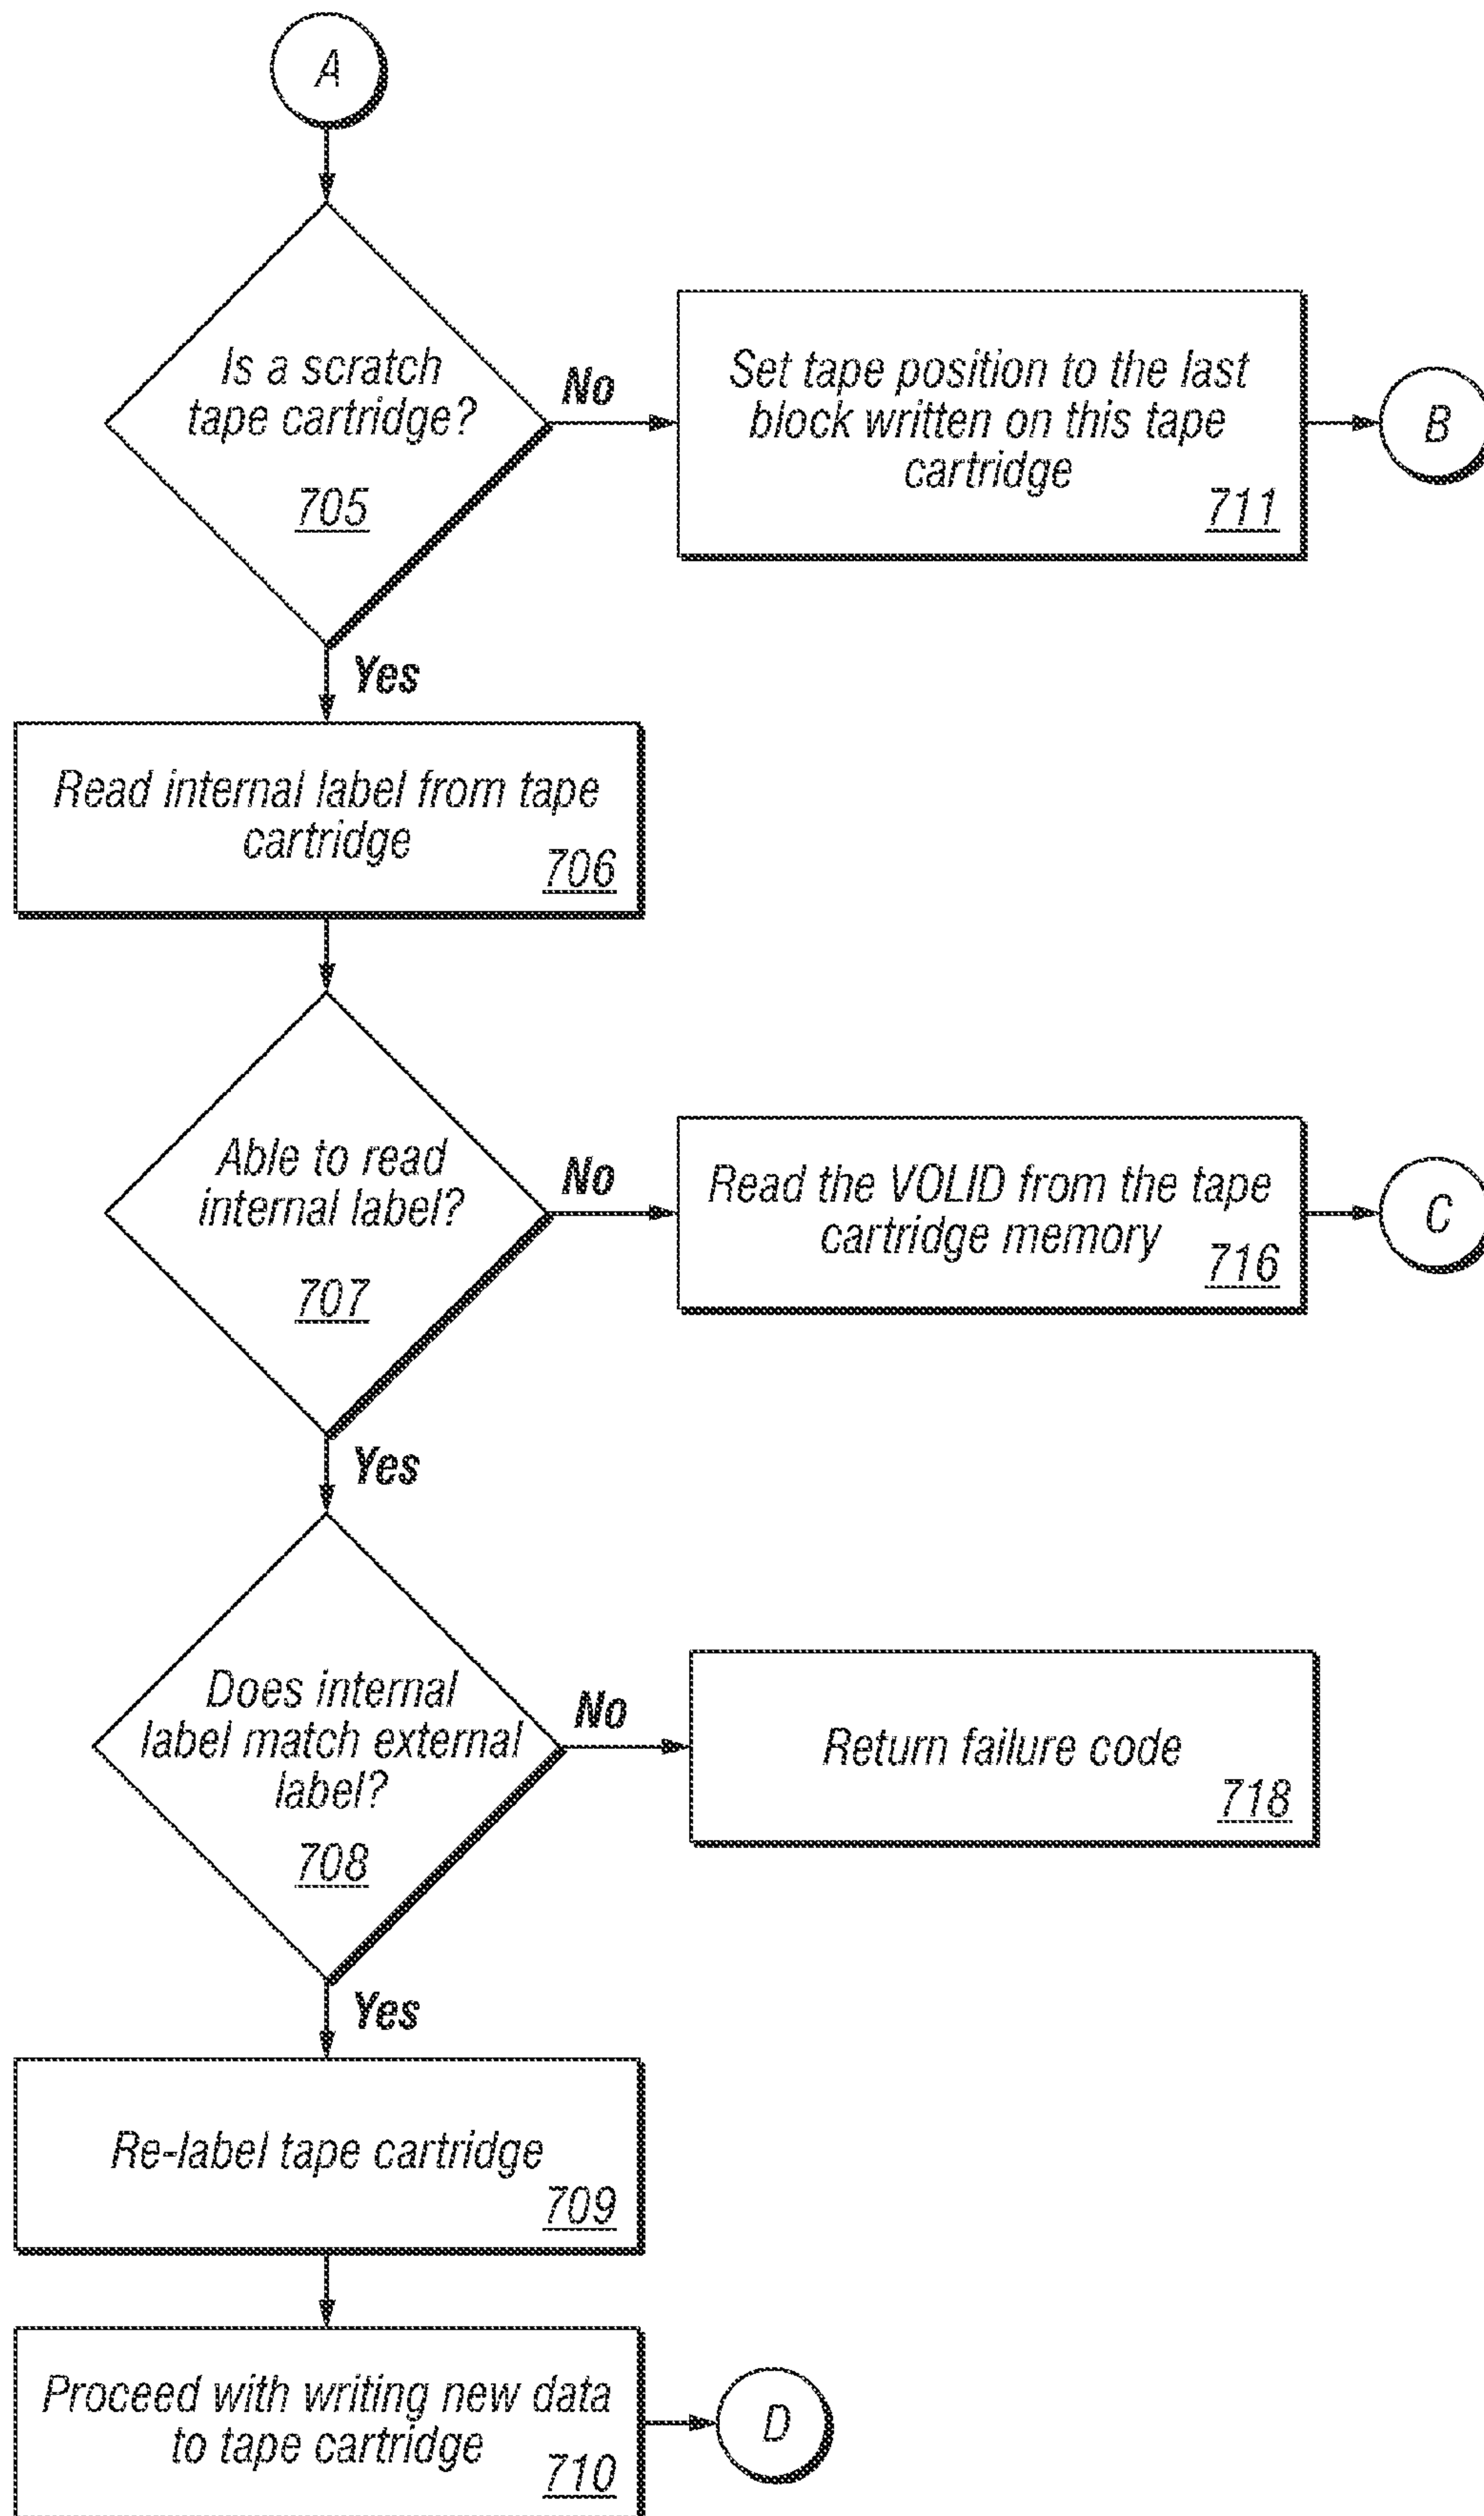 A
Is a scratch
tape cartridge?
705
No
Set tape position to the last
block written on this tape
cartridge
711
B
Yes
Read internal label from tape
cartridge
706
Able to read
internal label?
707
No
Read the VOLID from the tape
cartridge memory
716
C
Yes
Does internal
label match external
label?
708
No
Return failure code
718
Yes
Re-label tape cartridge
709
Proceed with writing new data
to tape cartridge
710
D